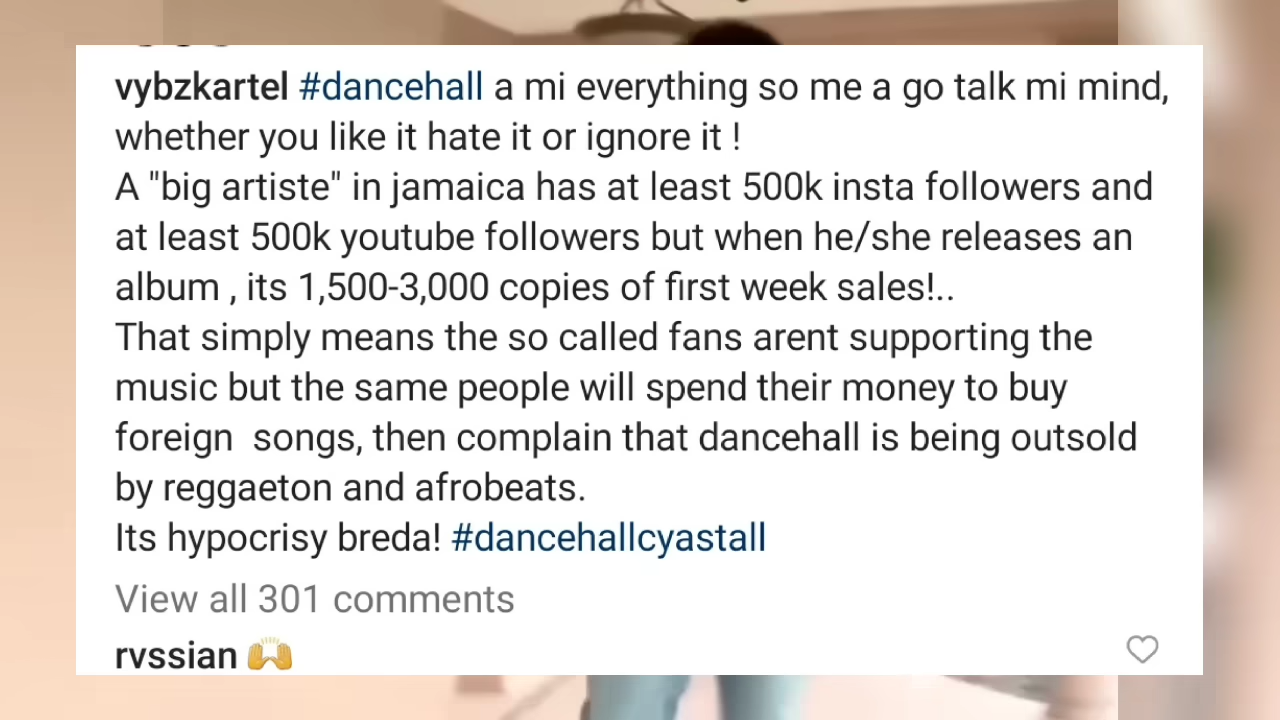 vybzkartel #dancehall a mi everything so me a go talk mi mind,
whether you like it hate it or ignore it !
A "big artiste" in jamaica has at least 500k insta followers and
at least 500k youtube followers but when he/she releases an
album , its 1,500-3,000 copies of first week sales!..
That simply means the so called fans arent supporting the
music but the same people will spend their money to buy
foreign  songs, then complain that dancehall is being outsold
by reggaeton and afrobeats.
Its hypocrisy breda! #dancehallcyastall
View all 301 comments
rvssian 🙌